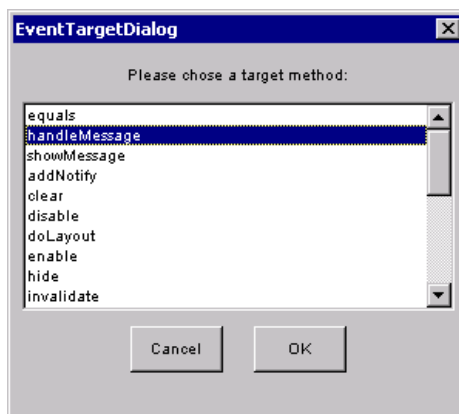 EventTargetDialog
Please chose a target method:
equals
handleMessage
showMessage
addNotify
clear
disable
doLayout
enable
hide
invalidate
Cancel OK